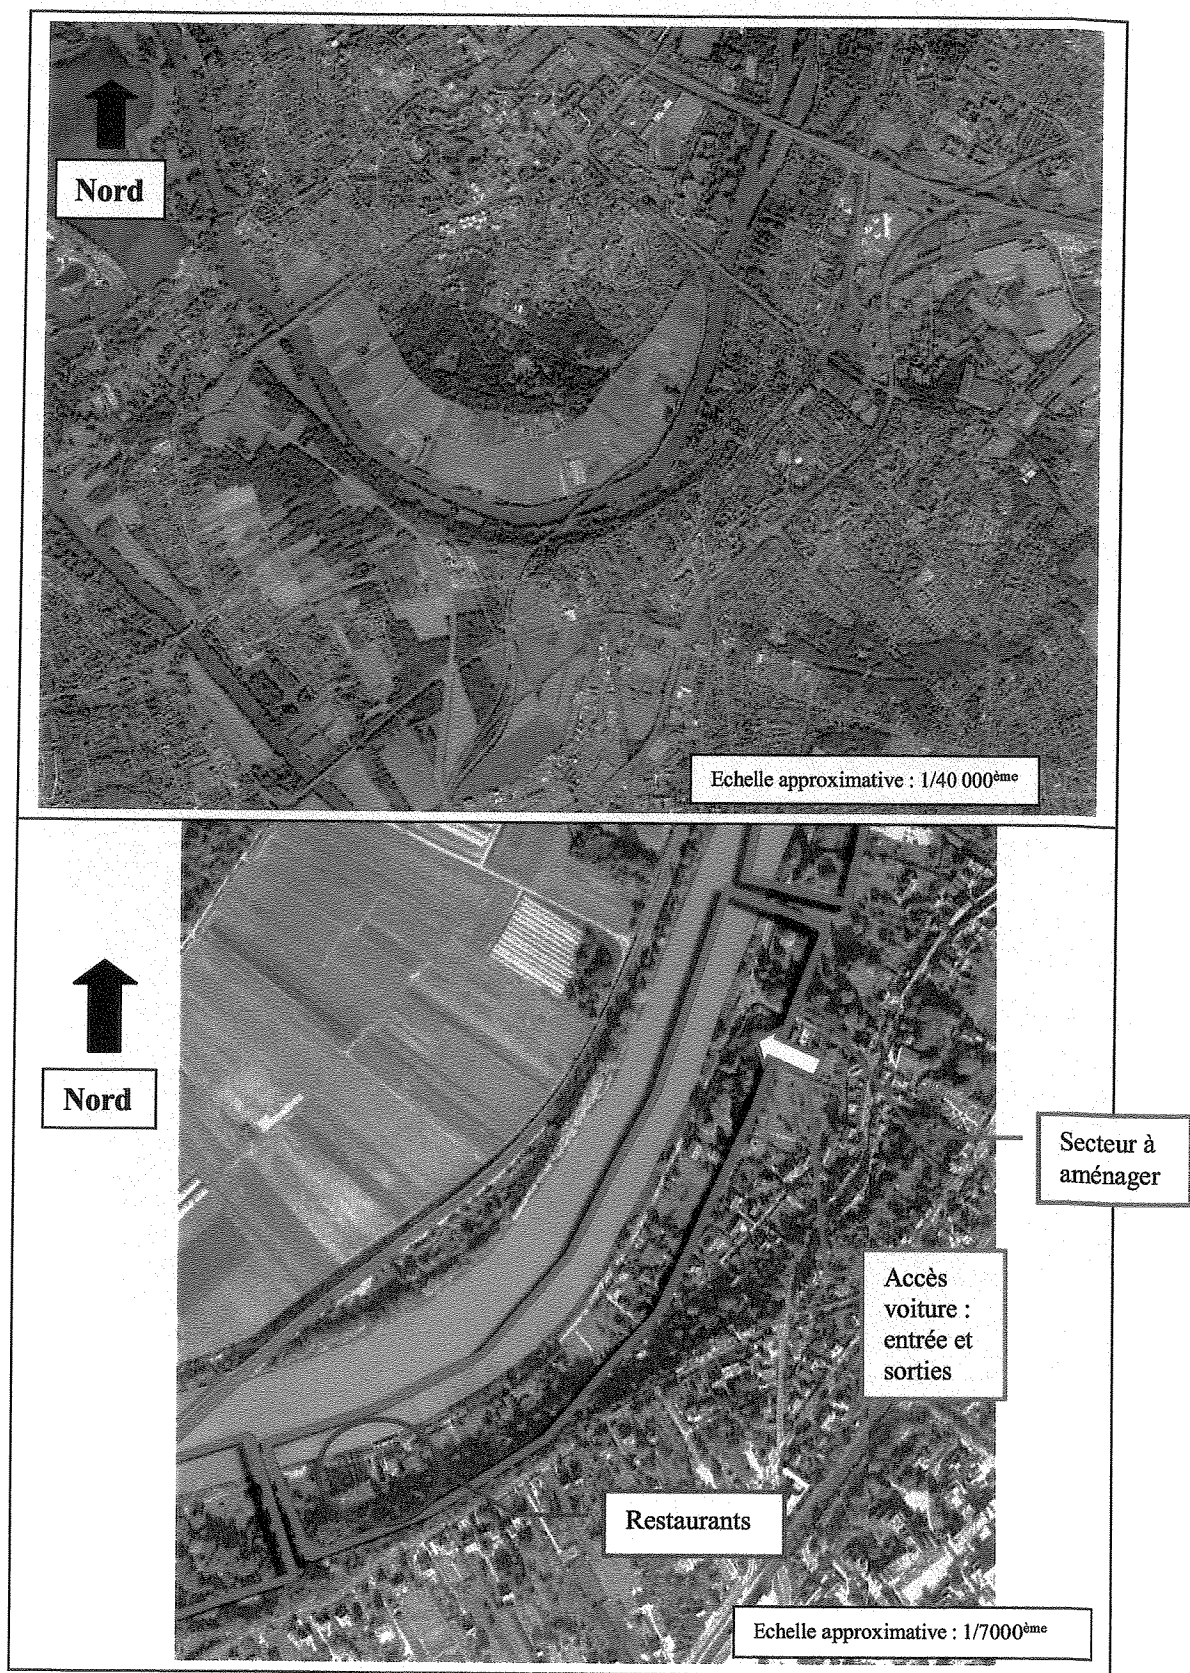 Nord
Echelle approximative : 1/40 000ème
Nord
Secteur à
aménager
Accès
voiture :
entrée et
sorties
Restaurants
Echelle approximative : 1/7000ème